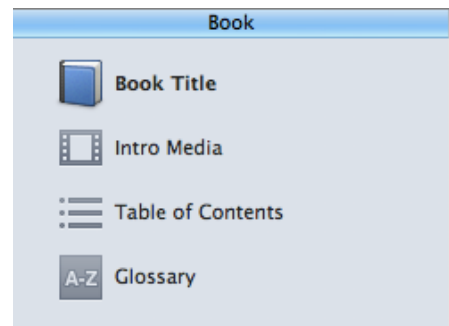 Book
Book Title
Intro Media
Table of Contents
A-Z Glossary